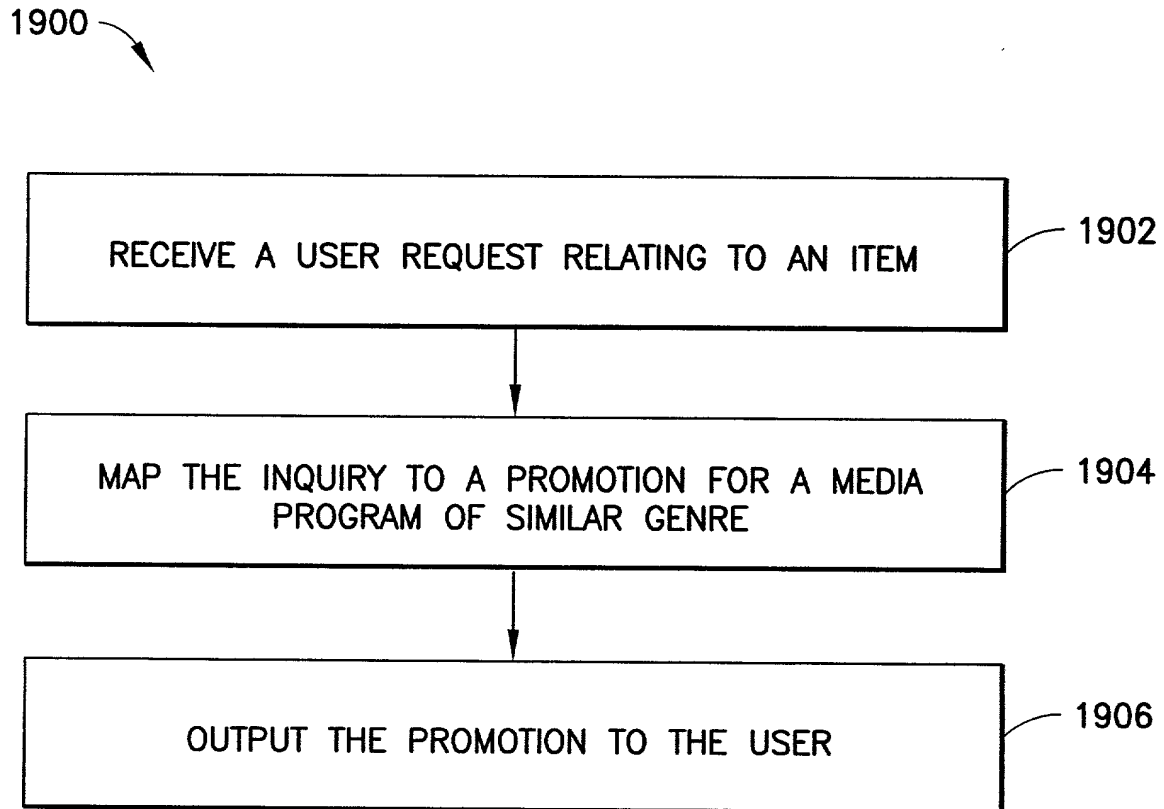 1900
RECEIVE A USER REQUEST RELATING TO AN ITEM
1902
MAP THE INQUIRY TO A PROMOTION FOR A MEDIA
PROGRAM OF SIMILAR GENRE
1904
OUTPUT THE PROMOTION TO THE USER
1906